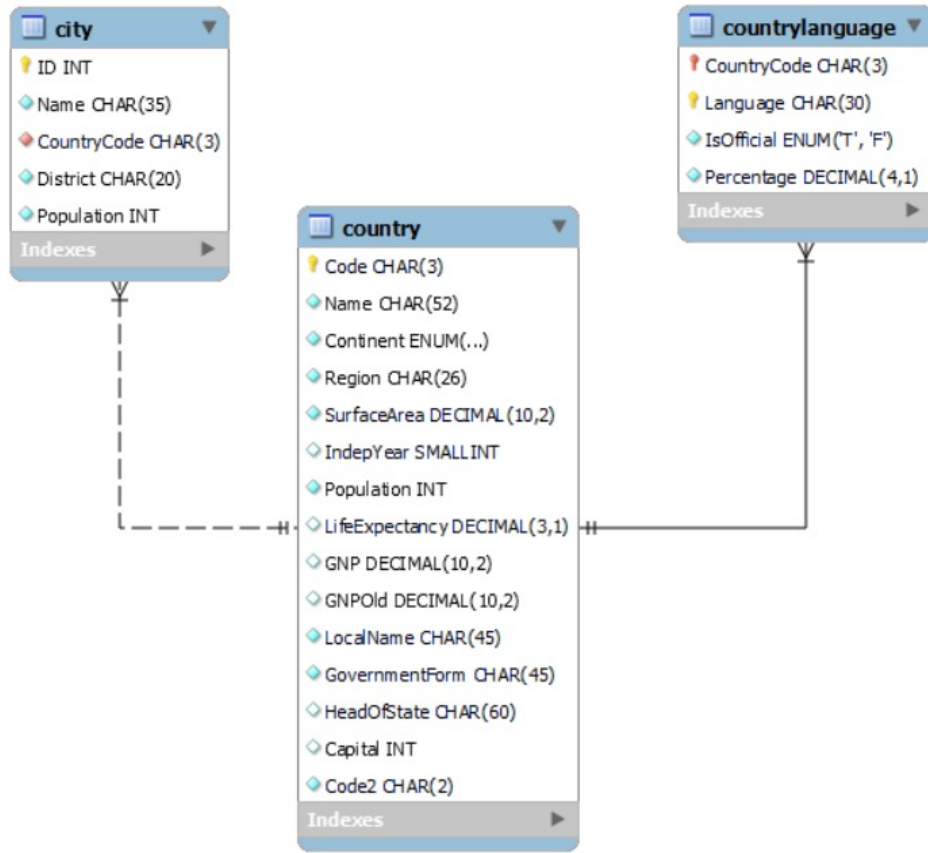 city
ID INT
Name CHAR(35)
CountryCode CHAR(3)
District CHAR(20)
Population INT
Indexes
countrylanguage
CountryCode CHAR(3)
Language CHAR(30)
IsOfficial ENUM('T', 'F')
Percentage DECIMAL(4,1)
Indexes
country
Code CHAR(3)
Name CHAR(52)
Continent ENUM(...)
Region CHAR(26)
SurfaceArea DECIMAL(10,2)
IndepYear SMALLINT
Population INT
LifeExpectancy DECIMAL(3,1)
GNP DECIMAL(10,2)
GNPOld DECIMAL(10,2)
LocalName CHAR(45)
GovernmentForm CHAR(45)
HeadOfState CHAR(60)
Capital INT
Code2 CHAR(2)
Indexes